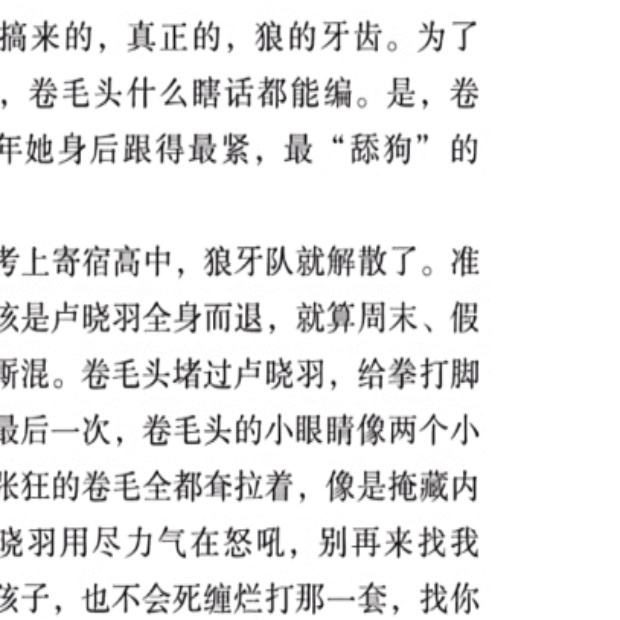 搞来的，真正的，狼的牙齿。为了
，卷毛头什么瞎话都能编。是，卷
年她身后跟得最紧，最“舔狗”的
考上寄宿高中，狼牙队就解散了。准
该是卢晓羽全身而退，就算周末、假
厮混。卷毛头堵过卢晓羽，给拳打脚
最后一次，卷毛头的小眼睛像两个小
张狂的卷毛全都耷拉着，像是掩藏内
晓羽用尽力气在怒吼，别再来找我
孩子，也不会死缠烂打那一套，找你